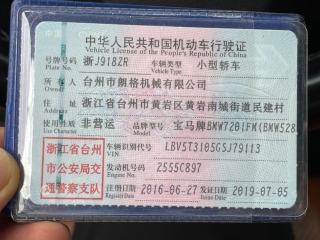 中华人民共和国机动车行驶证
Vehicle License of the People's Republic of China
号牌号码 浙J918ZR 车辆类型 小型轿车
Plate No. Vehicle Type
所有人 台州市朗格机械有限公司
Owner
住址 浙江省台州市黄岩区黄岩南城街道民建村
Address
使用性质 非营运 品牌型号 宝马牌BMW7201FM(BMW528
Use Character Model
浙江省台州市公安局交通警察支队
车辆识别代号 LBV5T3105GSJ79113
VIN
发动机号码 2555C897
Engine No.
注册日期 2016-06-27 发证日期 2019-07-05
Register Date Issue Date